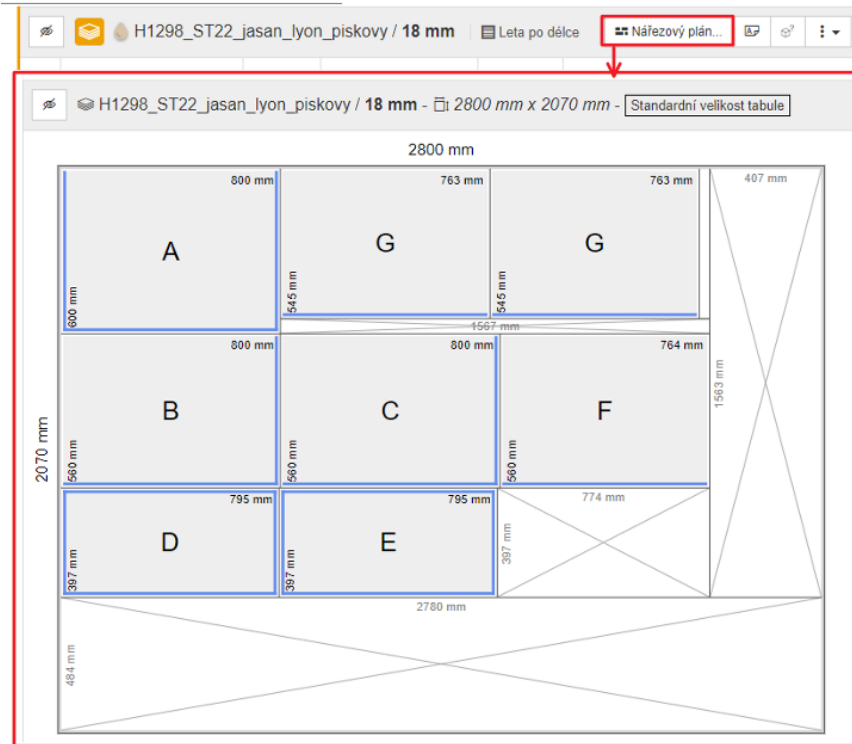 H1298_ST22_jasan_lyon_piskovy / 18 mm Leta po délce Nářezový plán...
H1298_ST22_jasan_lyon_piskovy / 18 mm - 2800 mm x 2070 mm - Standardní velikost tabule
2800 mm
800 mm 763 mm 763 mm 407 mm
A G G
600 mm 545 mm 545 mm
1567 mm
800 mm 800 mm 764 mm
1563 mm
B C F
2070 mm
560 mm 560 mm 560 mm
795 mm 795 mm 774 mm
D E
397 mm 397 mm 397 mm
2780 mm
484 mm